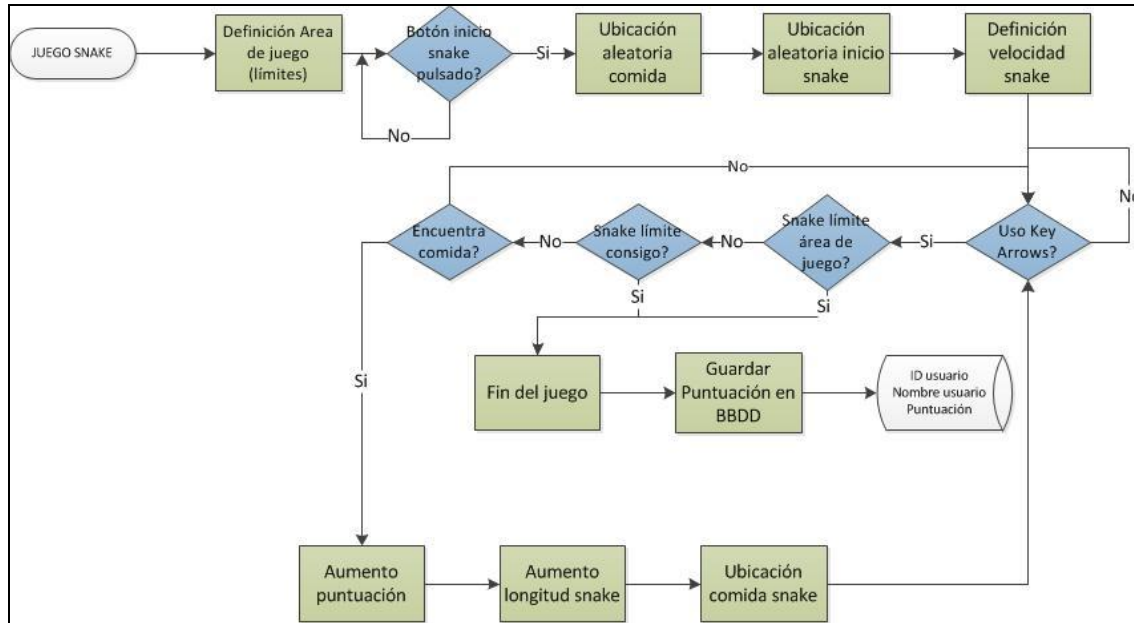 JUEGO SNAKE
Definición Area
de juego
(límites)
Botón inicio
snake
pulsado?
Si
Ubicación
aleatoria
comida
Ubicación
aleatoria inicio
snake
Definición
velocidad
snake
No
No
No
Encuentra
comida?
No
Snake límite
consigo?
No
Snake límite
área de
juego?
Si
Uso Key
Arrows?
Si
Si
Si
Fin del juego
Guardar
Puntuación en
BBDD
ID usuario
Nombre usuario
Puntuación
Aumento
puntuación
Aumento
longitud snake
Ubicación
comida snake